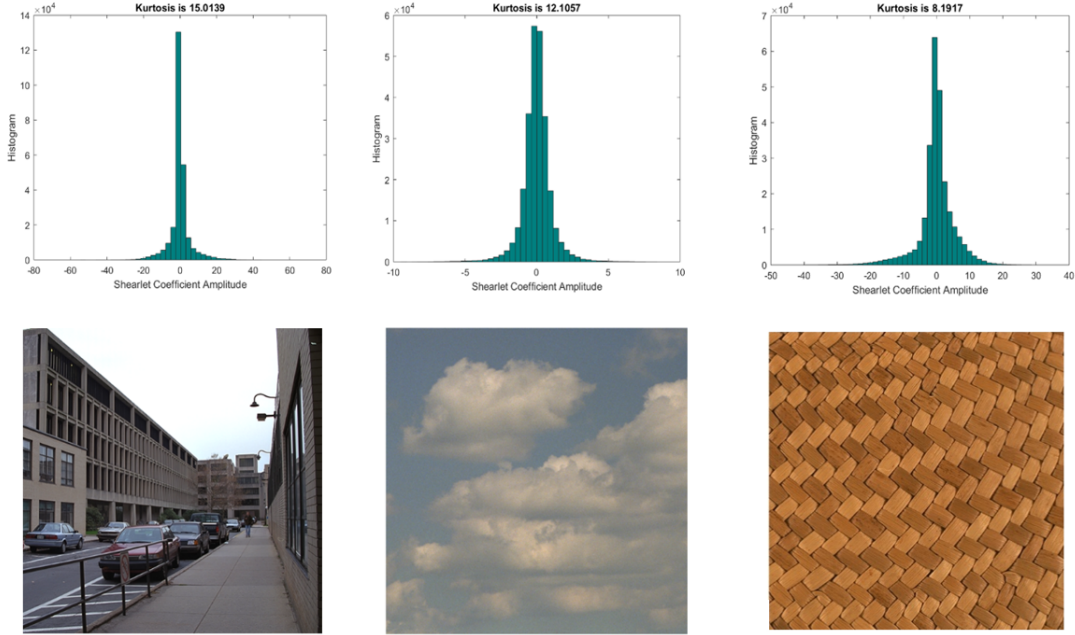 Kurtosis is 15.0139
×10⁴
14
12
10
8
6
4
2
0
Histogram
-80 -60 -40 -20 0 20 40 60 80
Shearlet Coefficient Amplitude
Kurtosis is 12.1057
×10⁴
6
5
4
3
2
1
0
Histogram
-10 -5 0 5 10
Shearlet Coefficient Amplitude
Kurtosis is 8.1917
×10⁴
7
6
5
4
3
2
1
0
Histogram
-50 -40 -30 -20 -10 0 10 20 30 40
Shearlet Coefficient Amplitude